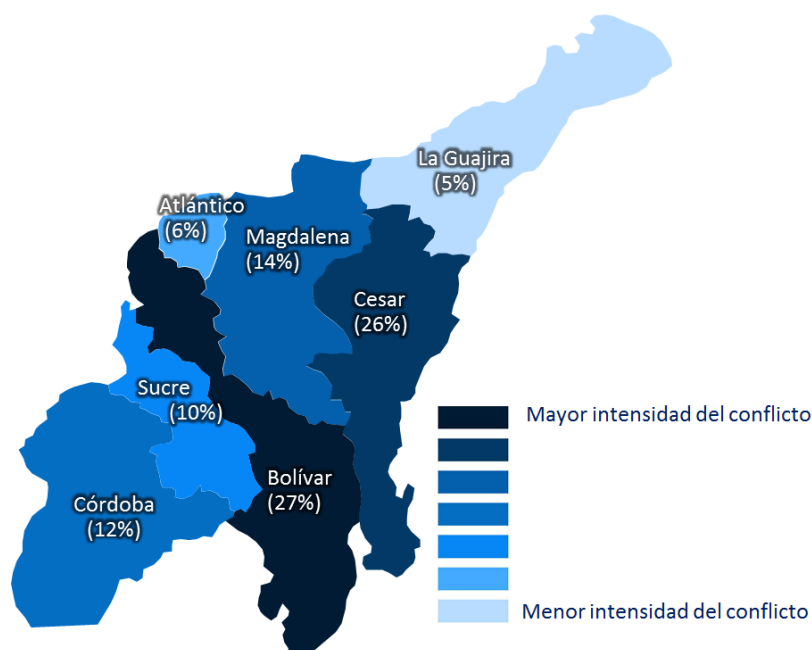 La Guajira
(5%)
Atlántico
(6%)
Magdalena
(14%)
Cesar
(26%)
Sucre
(10%)
Mayor intensidad del conflicto
Bolívar
(27%)
Córdoba
(12%)
Menor intensidad del conflicto